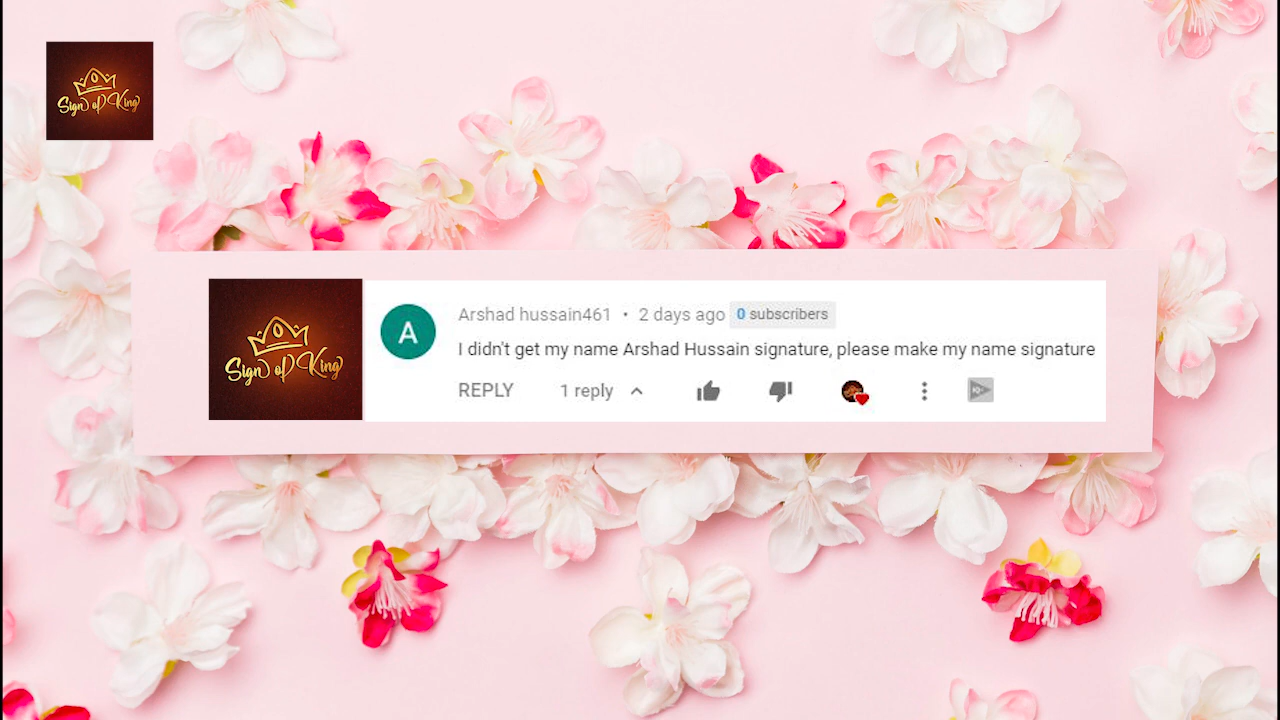 Sign of King
Sign of King
Arshad hussain461 • 2 days ago 0 subscribers
A
I didn't get my name Arshad Hussain signature, please make my name signature
REPLY 1 reply